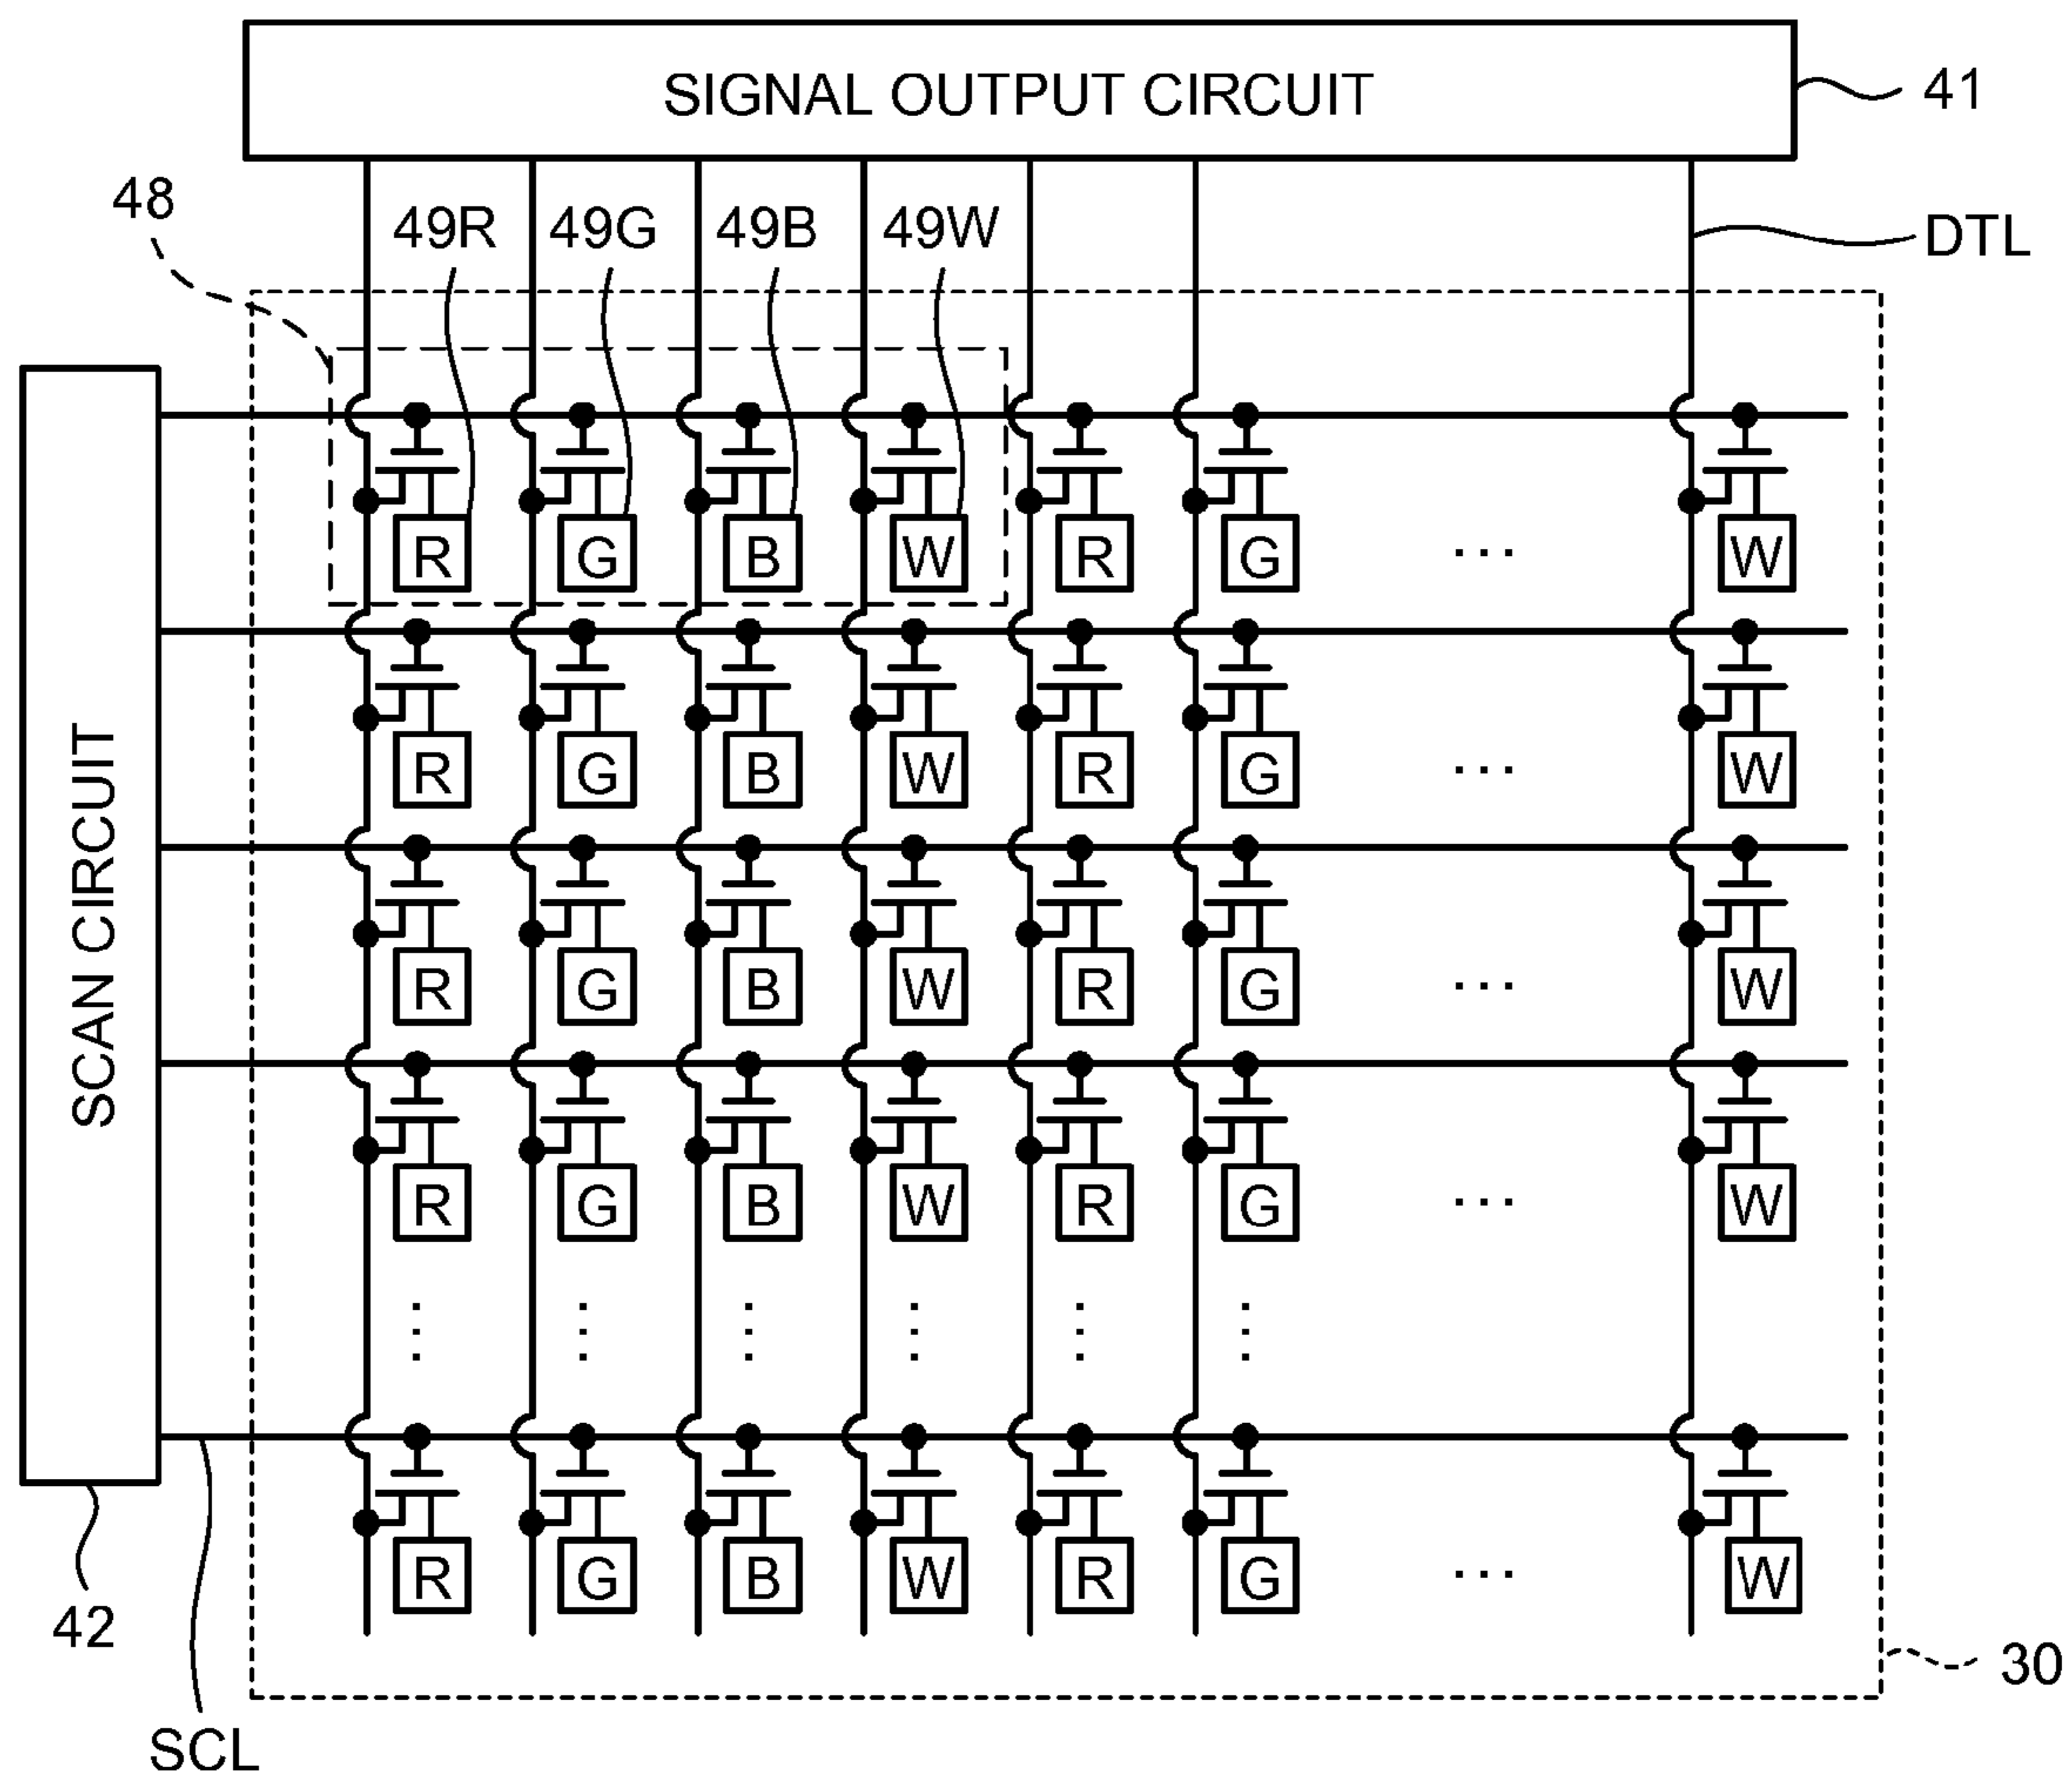 SIGNAL OUTPUT CIRCUIT
41
48
49R 49G 49B 49W
DTL
R G B W R G ... W
R G B W R G ... W
SCAN CIRCUIT
R G B W R G ... W
R G B W R G ... W
R G B W R G ... W
42
30
SCL